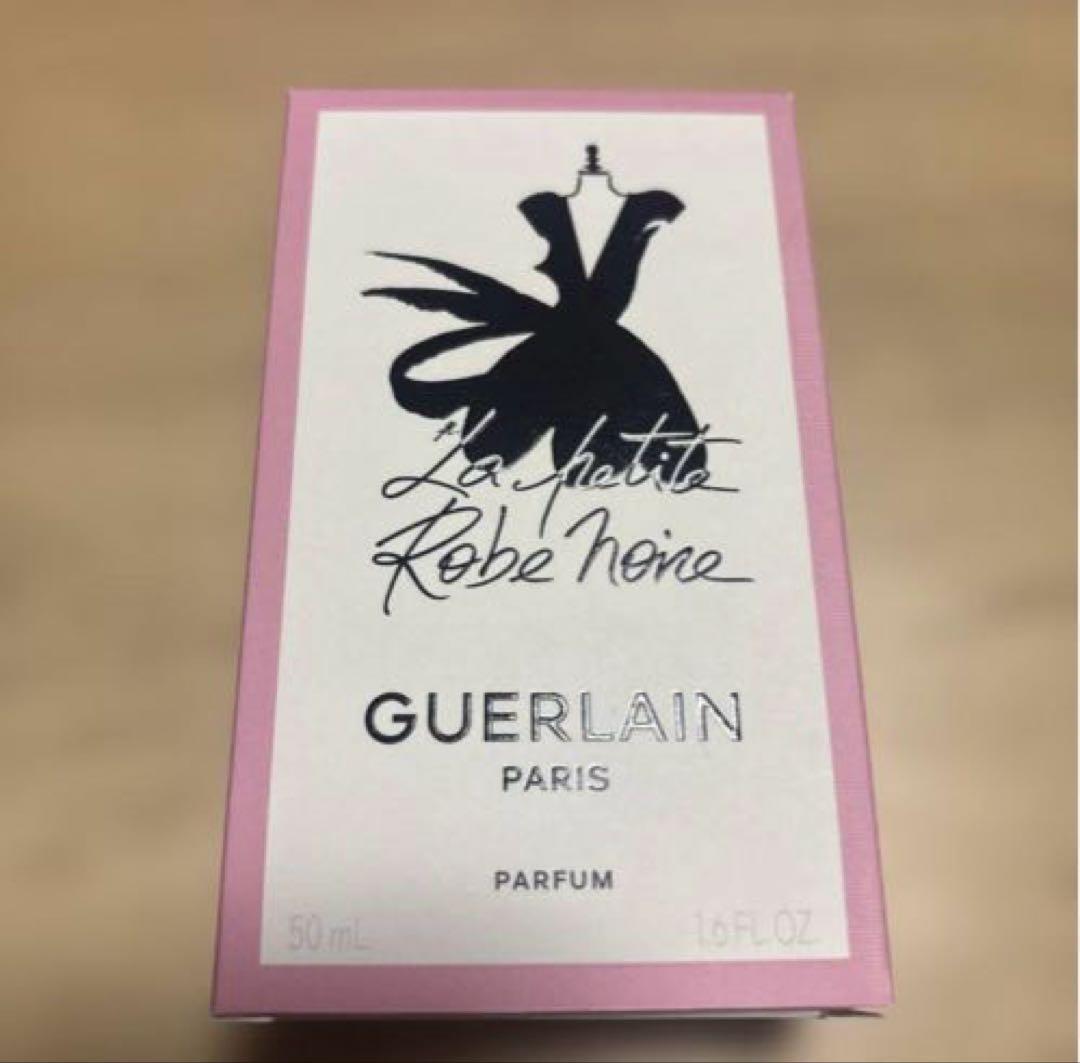 La petite
Robe Noire
GUERLAIN
PARIS
PARFUM
50 mL 1.6 FL OZ